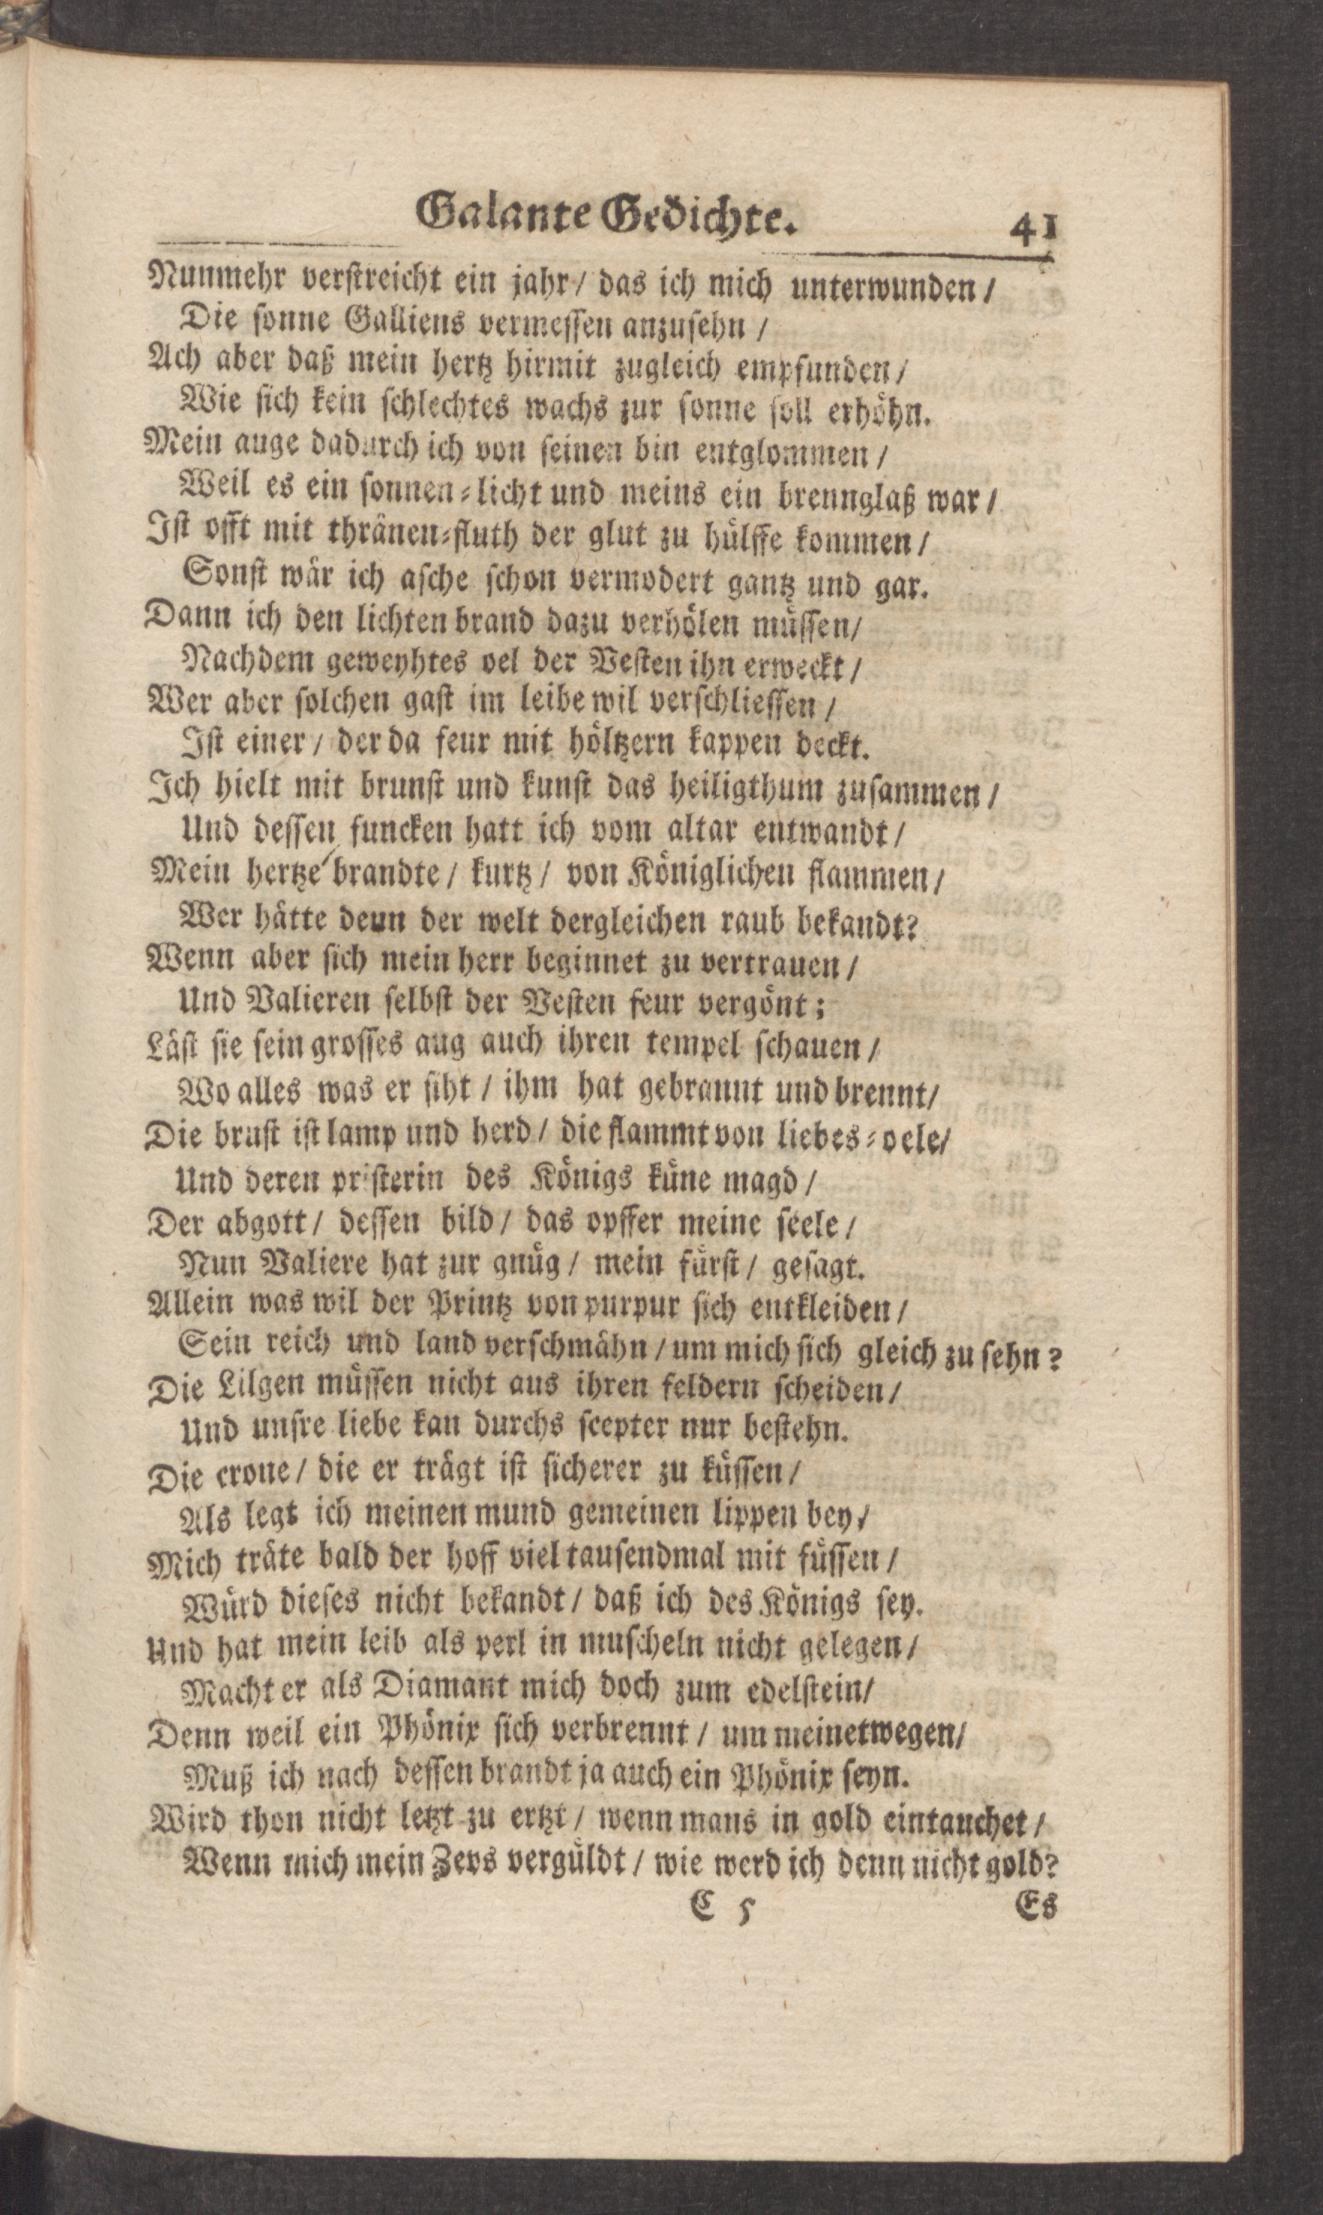 Galante Gedichte. 41
Nunmehr verstreicht ein jahr / das ich mich unterwunden /
Die sonne Galliens vermessen anzusehn /
Ach aber daß mein hertz hirmit zugleich empfunden /
Wie sich kein schlechtes wachs zur sonne soll erhöhn.
Mein auge dadurch ich von seinen bin entglommen /
Weil es ein sonnen-licht und meins ein brennglaß war /
Ist offt mit thränen-fluth der glut zu hülffe kommen /
Sonst wär ich asche schon vermodert gantz und gar.
Dann ich den lichten brand dazu verhölen müssen /
Nachdem geweyhtes oel der Vesten ihn erweckt /
Wer aber solchen gast im leibe wil verschliessen /
Ist einer / der da feur mit höltzern kappen deckt.
Ich hielt mit brunst und kunst das heiligthum zusammen /
Und dessen funcken hatt ich vom altar entwandt /
Mein hertze brandte / kurtz / von Königlichen flammen /
Wer hätte denn der welt dergleichen raub bekandt?
Wenn aber sich mein herr beginnet zu vertrauen /
Und Valieren selbst der Vesten feur vergönt;
Läst sie sein grosses aug auch ihren tempel schauen /
Wo alles was er siht / ihm hat gebrannt und brennt /
Die brust ist lamp und herd / die flammt von liebes-oele /
Und deren pristerin des Königs küne magd /
Der abgott / dessen bild / das opffer meine seele /
Nun Valiere hat zur gnüg / mein fürst / gesagt.
Allein was wil der Printz von purpur sich entkleiden /
Sein reich und land verschmähn / um mich sich gleich zu sehn?
Die Lilgen müssen nicht aus ihren feldern scheiden /
Und unsre liebe kan durchs scepter nur bestehn.
Die crone / die er trägt ist sicherer zu küssen /
Als legt ich meinen mund gemeinen lippen bey /
Mich träte bald der hoff viel tausendmal mit füssen /
Würd dieses nicht bekandt / daß ich des Königs sey.
Und hat mein leib als perl in muscheln nicht gelegen /
Macht er als Diamant mich doch zum edelstein /
Denn weil ein Phönix sich verbrennt / um meinetwegen /
Muß ich nach dessen brandt ja auch ein Phönix seyn.
Wird thon nicht letzt zu ertzt / wenn mans in gold eintauchet /
Wenn mich mein Zevs vergüldt / wie werd ich denn nicht gold?
C 5 Es